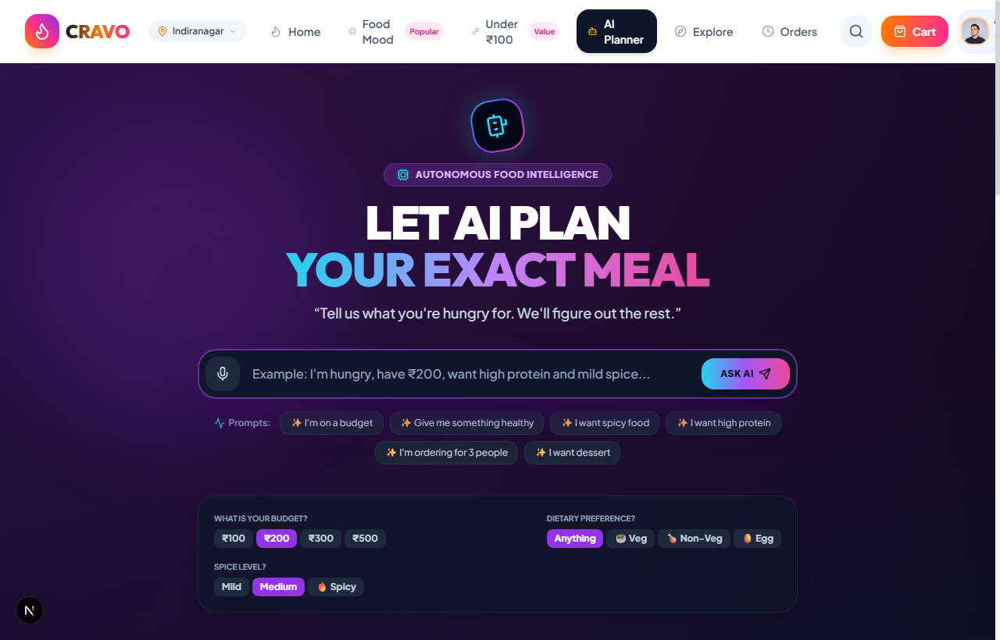 CRAVO
Indiranagar
Home
Food Mood
Popular
Under ₹100
Value
AI Planner
Explore
Orders
Cart
AUTONOMOUS FOOD INTELLIGENCE
LET AI PLAN
YOUR EXACT MEAL
“Tell us what you're hungry for. We'll figure out the rest.”
Example: I'm hungry, have ₹200, want high protein and mild spice...
ASK AI
Prompts:
✨ I'm on a budget
✨ Give me something healthy
✨ I want spicy food
✨ I want high protein
✨ I'm ordering for 3 people
✨ I want dessert
WHAT IS YOUR BUDGET?
₹100 ₹200 ₹300 ₹500
DIETARY PREFERENCE?
Anything 🥗 Veg 🍗 Non-Veg 🥚 Egg
SPICE LEVEL?
Mild Medium 🔥 Spicy
N